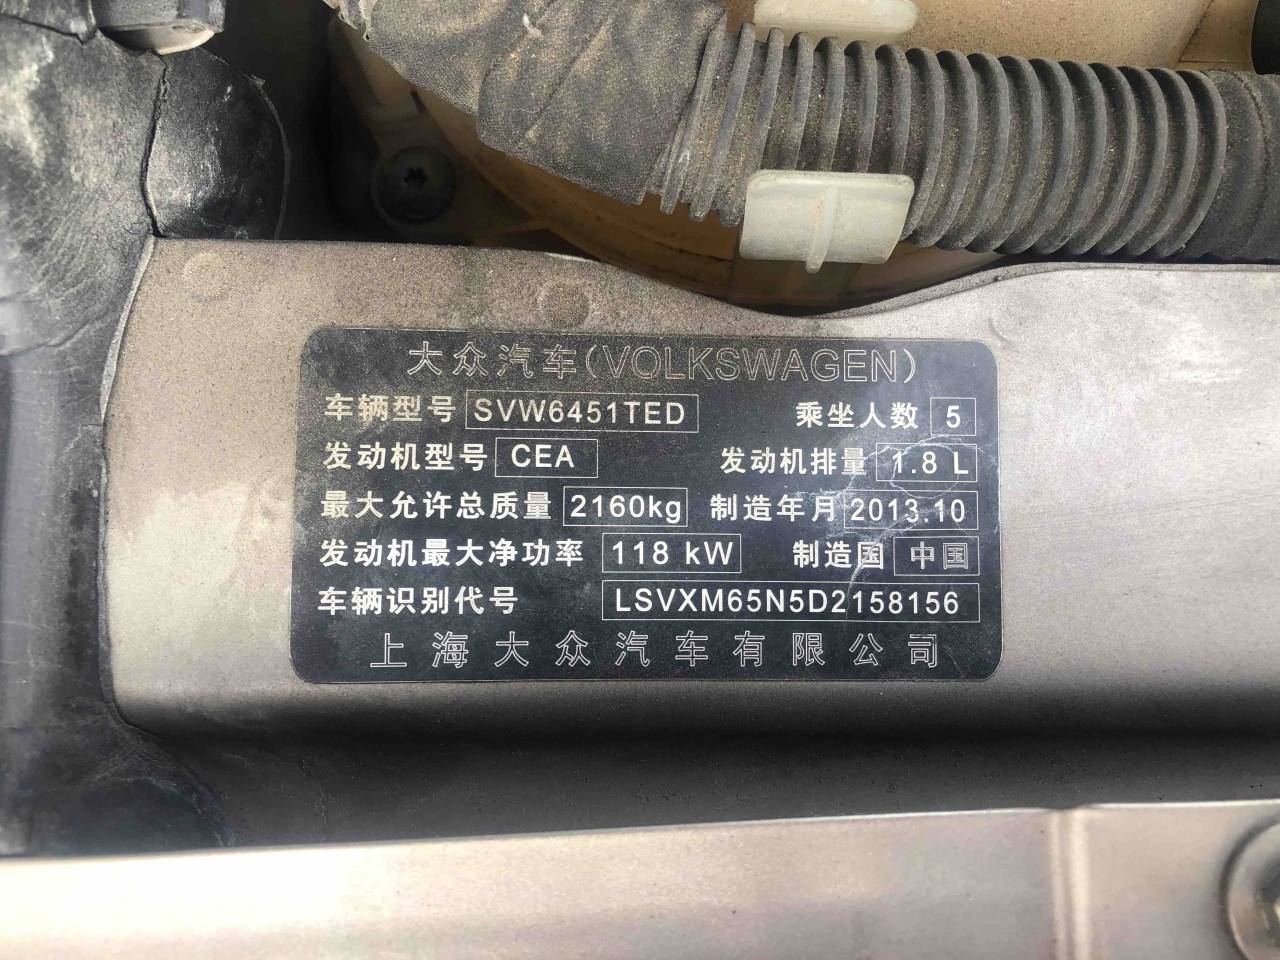 大众汽车(VOLKSWAGEN)
车辆型号 SVW6451TED 乘坐人数 5
发动机型号 CEA 发动机排量 1.8 L
最大允许总质量 2160kg 制造年月 2013.10
发动机最大净功率 118 kW 制造国 中国
车辆识别代号 LSVXM65N5D2158156
上海大众汽车有限公司